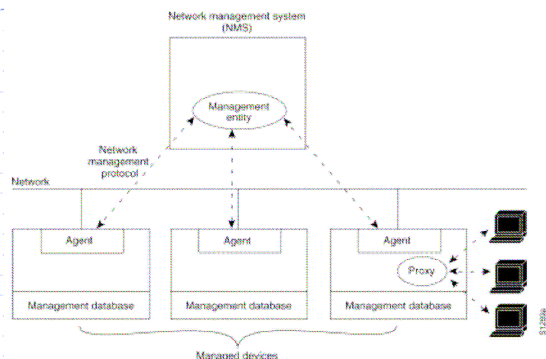 Network management system
(NMS)
Management
entity
Network
management
protocol
Network
Agent
Agent
Agent
Proxy
Management database
Management database
Management database
Managed devices